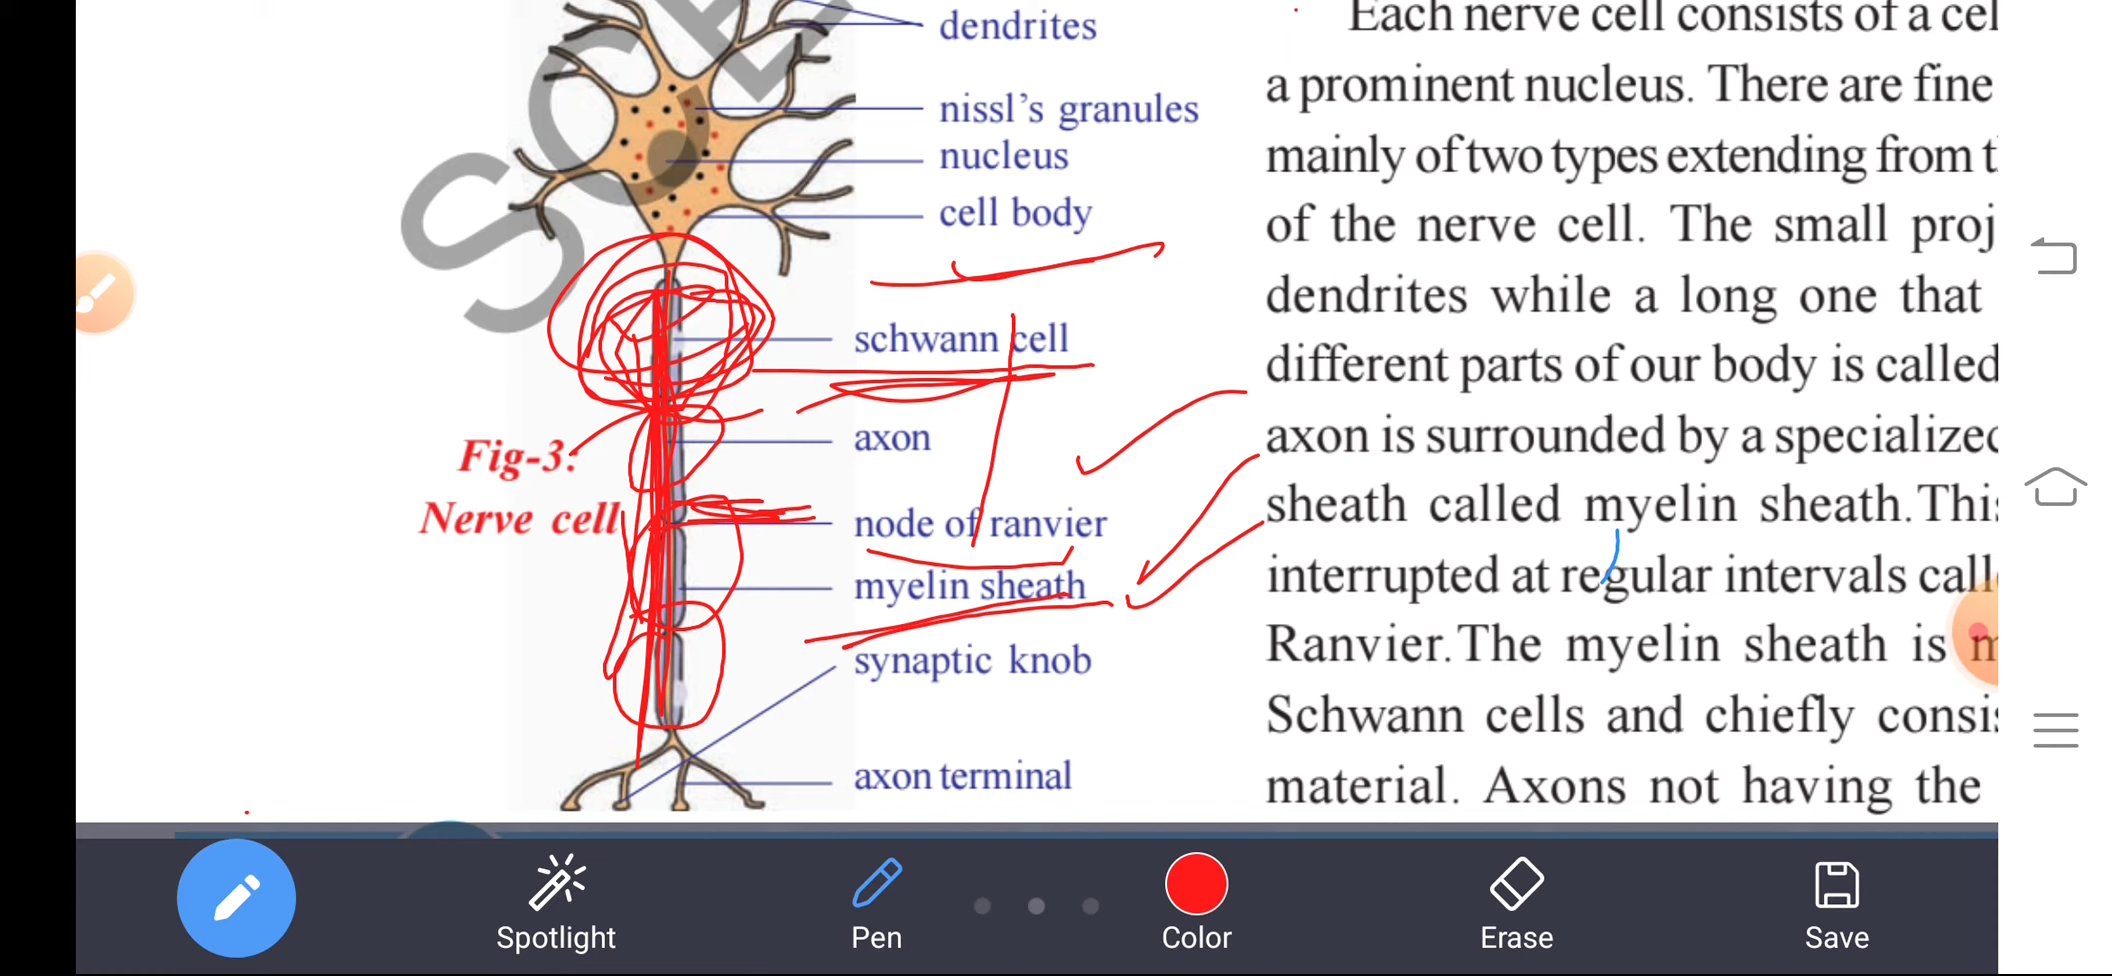 dendrites
nissl's granules
nucleus
cell body
schwann cell
axon
node of ranvier
myelin sheath
synaptic knob
axon terminal
Fig-3:
Nerve cell
Each nerve cell consists of a cel
a prominent nucleus. There are fine
mainly of two types extending from t
of the nerve cell. The small proj
dendrites while a long one that
different parts of our body is called
axon is surrounded by a specialized
sheath called myelin sheath. This
interrupted at regular intervals call
Ranvier. The myelin sheath is m
Schwann cells and chiefly consis
material. Axons not having the
Spotlight
Pen
Color
Erase
Save